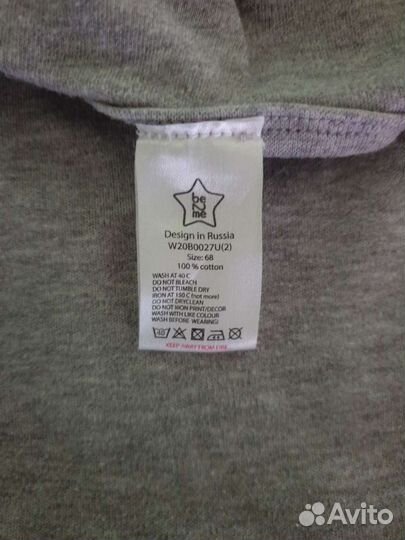 be
2
me
Design in Russia
W20B0027U(2)
Size: 68
100 % cotton
WASH AT 40 C
DO NOT BLEACH
DO NOT TUMBLE DRY
IRON AT 150 C (not more)
DO NOT DRYCLEAN
DO NOT IRON PRINT/DECOR
WASH WITH LIKE COLOUR
WASH BEFORE WEARING!
40
KEEP AWAY FROM FIRE
Avito